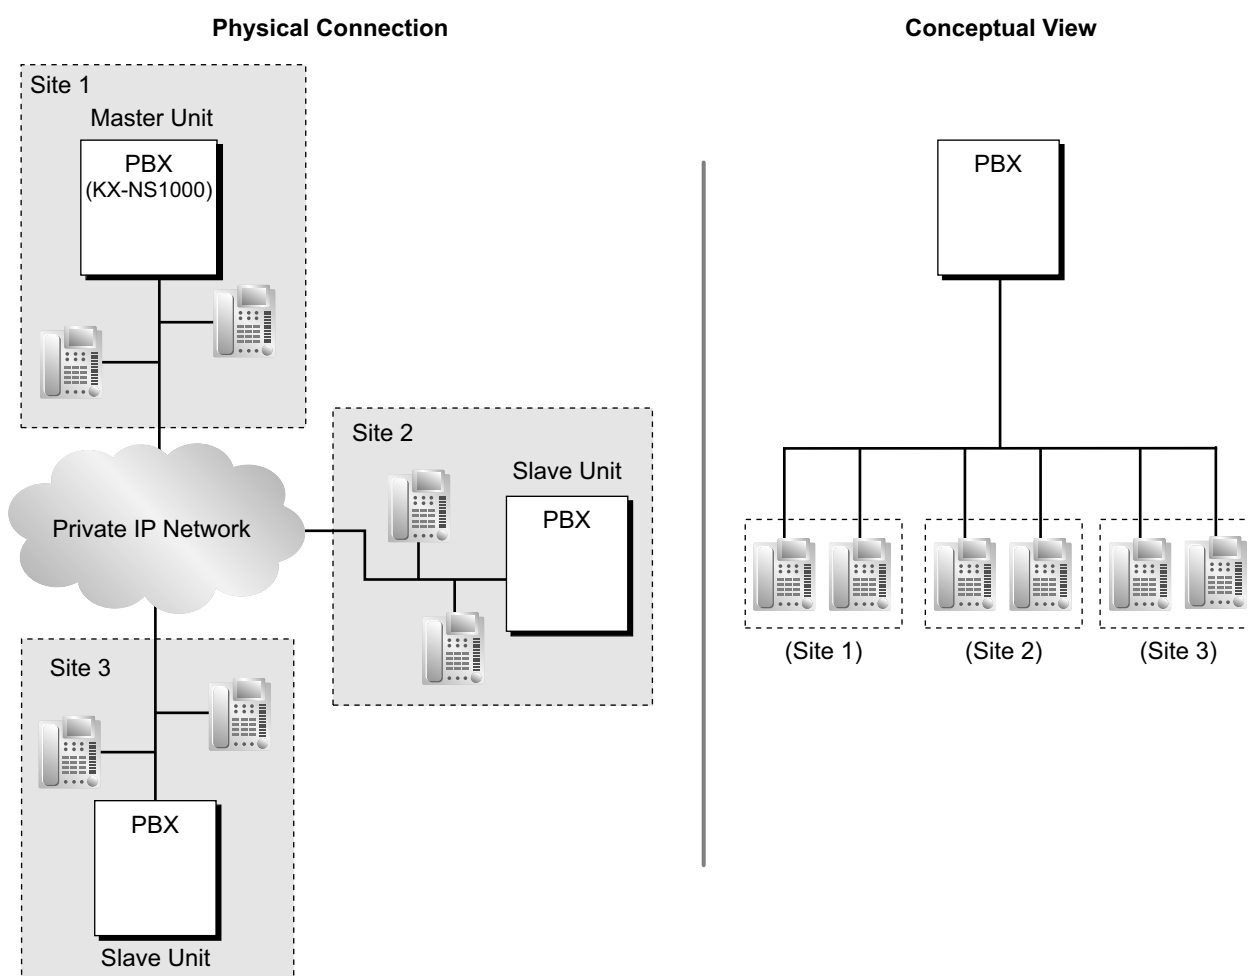 Physical Connection
Conceptual View
Site 1
Master Unit
PBX
(KX-NS1000)
PBX
Site 2
Slave Unit
PBX
Private IP Network
Site 3
PBX
Slave Unit
(Site 1)
(Site 2)
(Site 3)